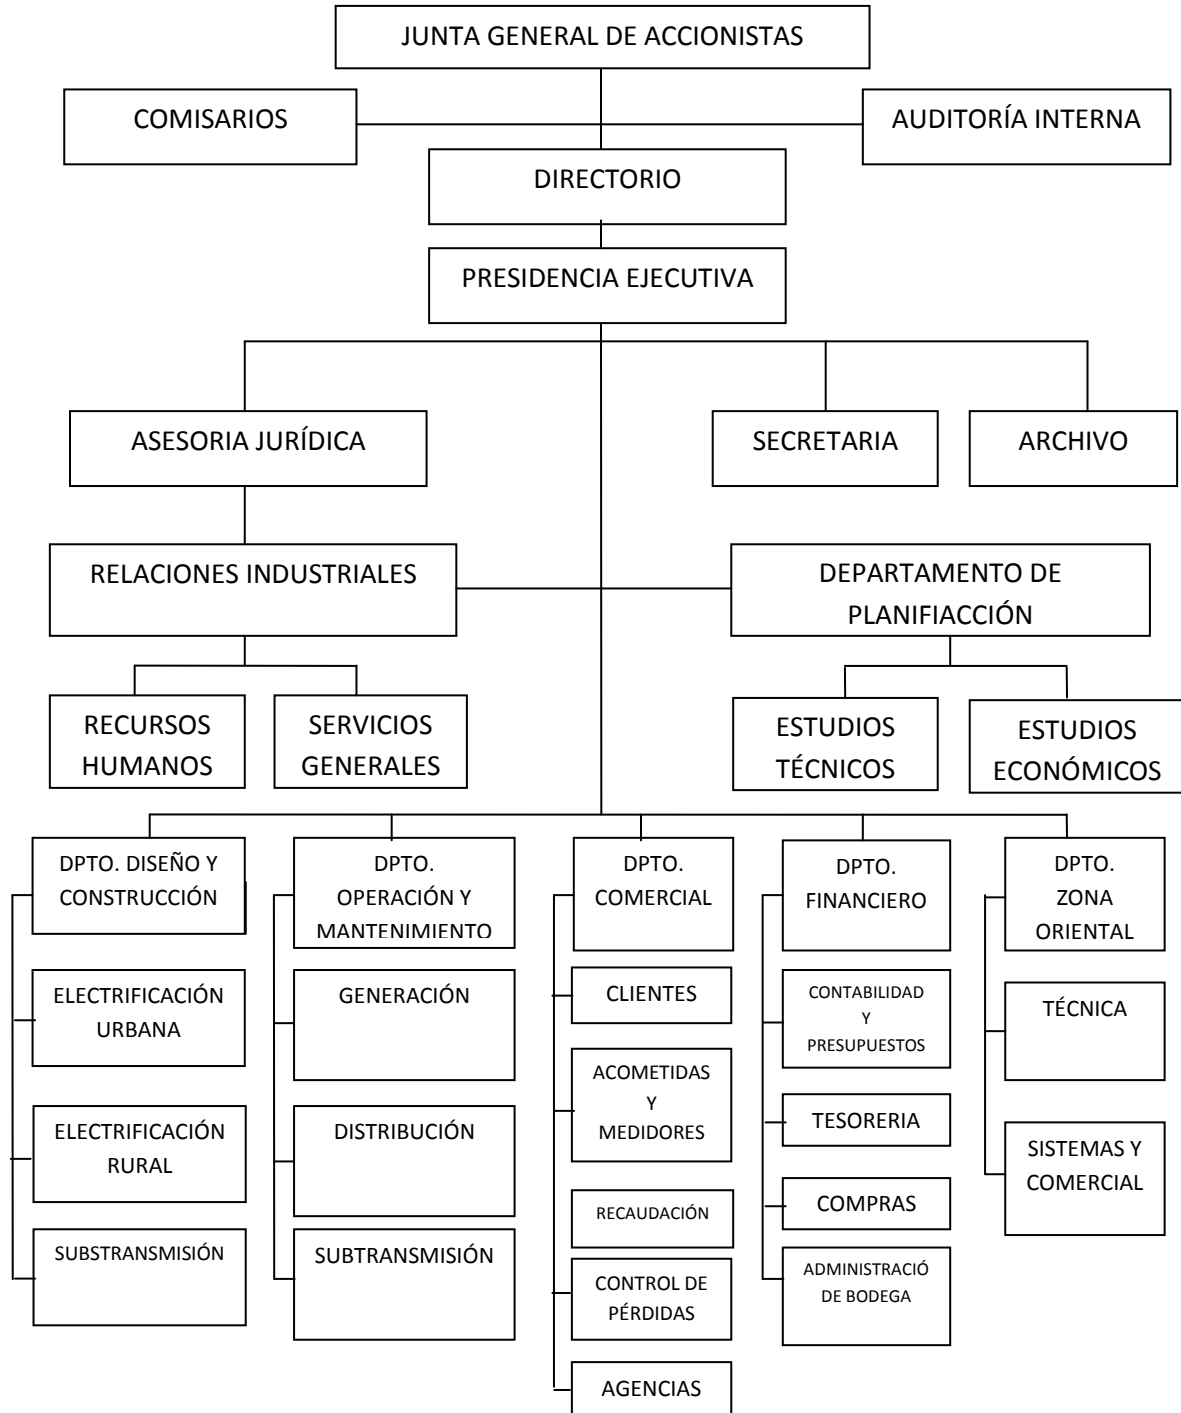 JUNTA GENERAL DE ACCIONISTAS
COMISARIOS
AUDITORÍA INTERNA
DIRECTORIO
PRESIDENCIA EJECUTIVA
ASESORIA JURÍDICA
SECRETARIA
ARCHIVO
RELACIONES INDUSTRIALES
DEPARTAMENTO DE
PLANIFIACCIÓN
RECURSOS
HUMANOS
SERVICIOS
GENERALES
ESTUDIOS
TÉCNICOS
ESTUDIOS
ECONÓMICOS
DPTO. DISEÑO Y
CONSTRUCCIÓN
ELECTRIFICACIÓN
URBANA
ELECTRIFICACIÓN
RURAL
SUBSTRANSMISIÓN
DPTO.
OPERACIÓN Y
MANTENIMIENTO
GENERACIÓN
DISTRIBUCIÓN
SUBTRANSMISIÓN
DPTO.
COMERCIAL
CLIENTES
ACOMETIDAS
Y
MEDIDORES
RECAUDACIÓN
CONTROL DE
PÉRDIDAS
AGENCIAS
DPTO.
FINANCIERO
CONTABILIDAD
Y
PRESUPUESTOS
TESORERIA
COMPRAS
ADMINISTRACIÓ
DE BODEGA
DPTO.
ZONA
ORIENTAL
TÉCNICA
SISTEMAS Y
COMERCIAL